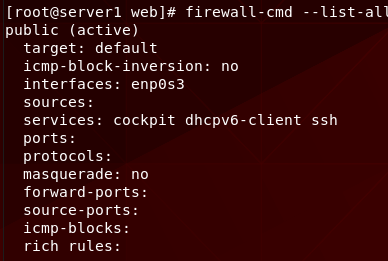 [root@server1 web]# firewall-cmd --list-all
public (active)
  target: default
  icmp-block-inversion: no
  interfaces: enp0s3
  sources:
  services: cockpit dhcpv6-client ssh
  ports:
  protocols:
  masquerade: no
  forward-ports:
  source-ports:
  icmp-blocks:
  rich rules: